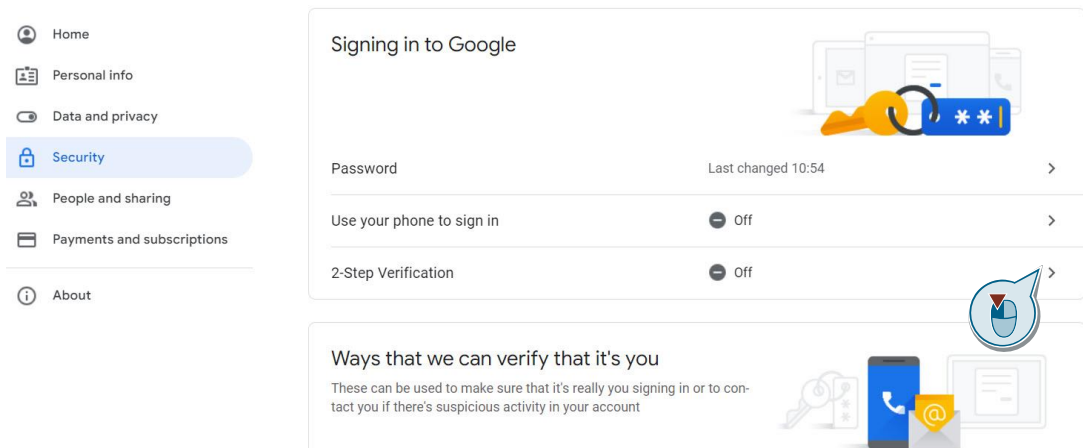 Home
Personal info
Data and privacy
Security
People and sharing
Payments and subscriptions
About
Signing in to Google
Password
Last changed 10:54
Use your phone to sign in
Off
2-Step Verification
Off
Ways that we can verify that it's you
These can be used to make sure that it's really you signing in or to con-
tact you if there's suspicious activity in your account